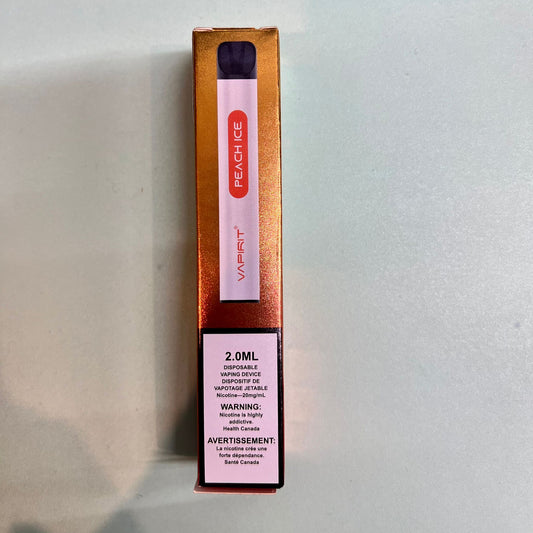 PEACH ICE
VAPIRIT®
2.0ML
DISPOSABLE
VAPING DEVICE
DISPOSITIF DE
VAPOTAGE JETABLE
Nicotine—20mg/mL
WARNING:
Nicotine is highly
addictive.
Health Canada
AVERTISSEMENT:
La nicotine crée une
forte dépendance.
Santé Canada